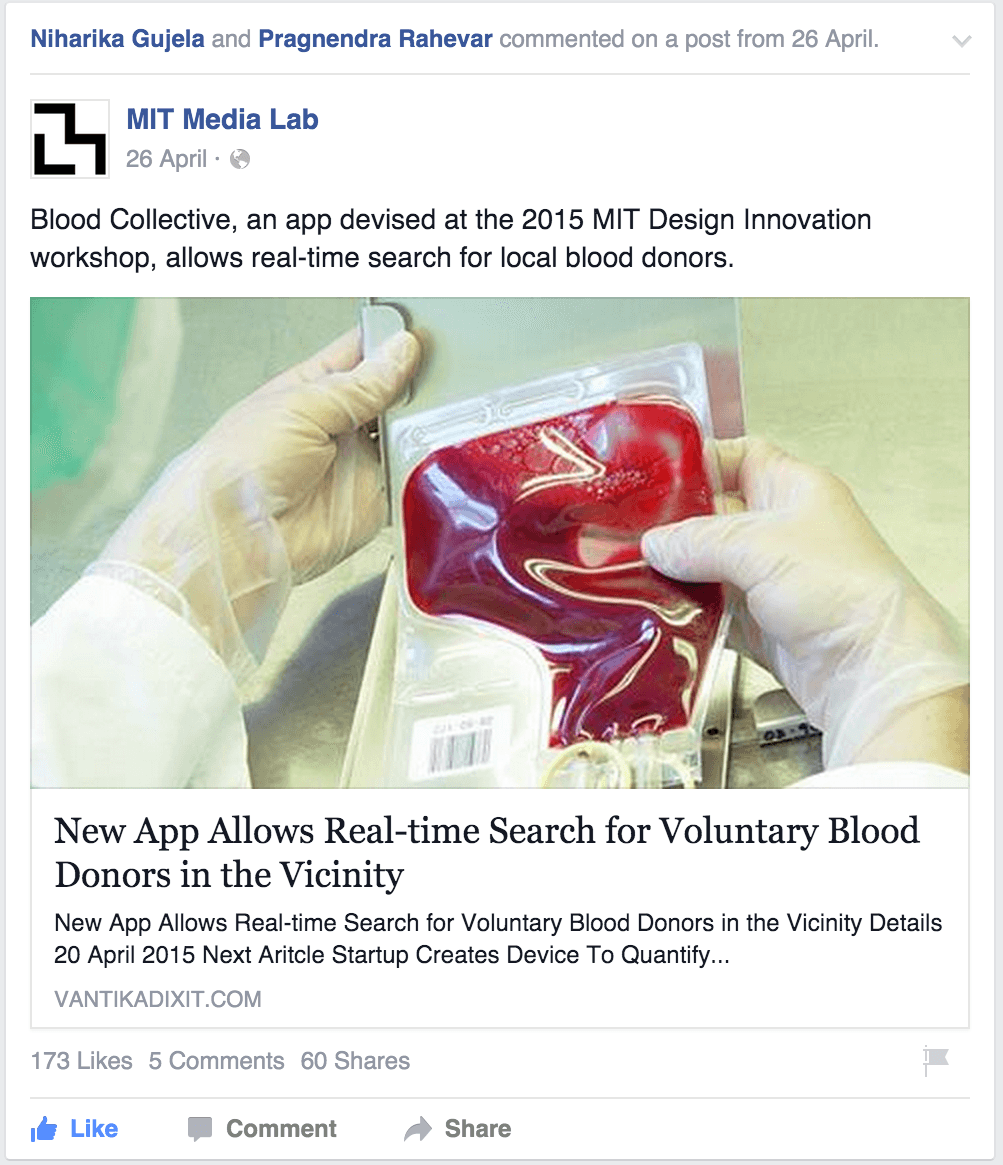 Niharika Gujela and Pragnendra Rahevar commented on a post from 26 April.
MIT Media Lab
26 April ·
Blood Collective, an app devised at the 2015 MIT Design Innovation
workshop, allows real-time search for local blood donors.
New App Allows Real-time Search for Voluntary Blood
Donors in the Vicinity
New App Allows Real-time Search for Voluntary Blood Donors in the Vicinity Details
20 April 2015 Next Aritcle Startup Creates Device To Quantify...
VANTIKADIXIT.COM
173 Likes 5 Comments 60 Shares
Like Comment Share